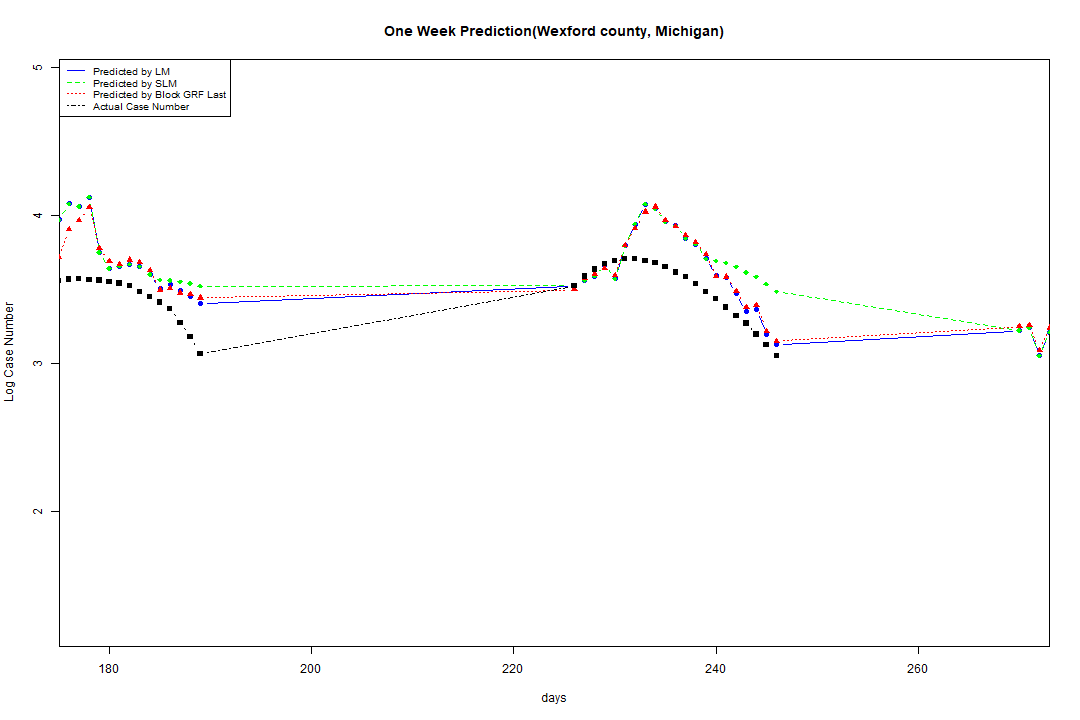 One Week Prediction(Wexford county, Michigan)
Predicted by LM
Predicted by SLM
Predicted by Block GRF Last
Actual Case Number
5
4
3
2
Log Case Number
180 200 220 240 260
days